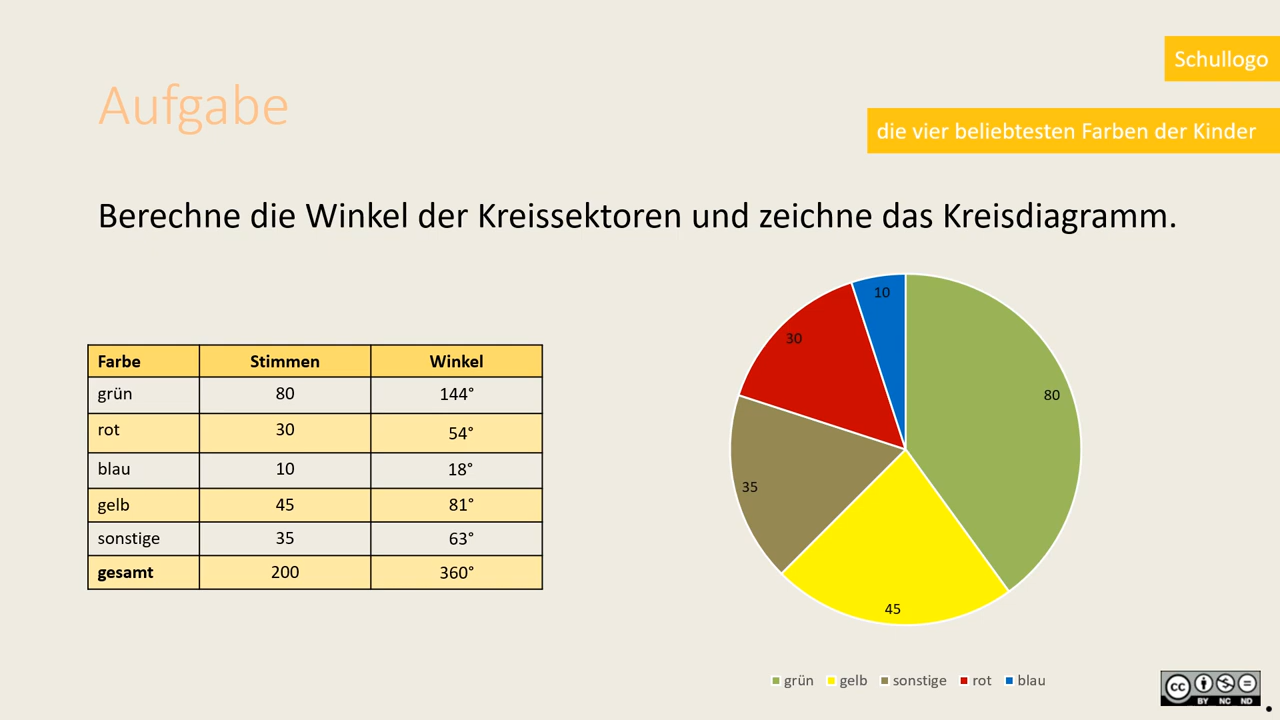 Schullogo
Aufgabe
die vier beliebtesten Farben der Kinder
Berechne die Winkel der Kreissektoren und zeichne das Kreisdiagramm.
Farbe Stimmen Winkel
grün 80 144°
rot 30 54°
blau 10 18°
gelb 45 81°
sonstige 35 63°
gesamt 200 360°
10
30
80
35
45
grün gelb sonstige rot blau
cc BY NC ND